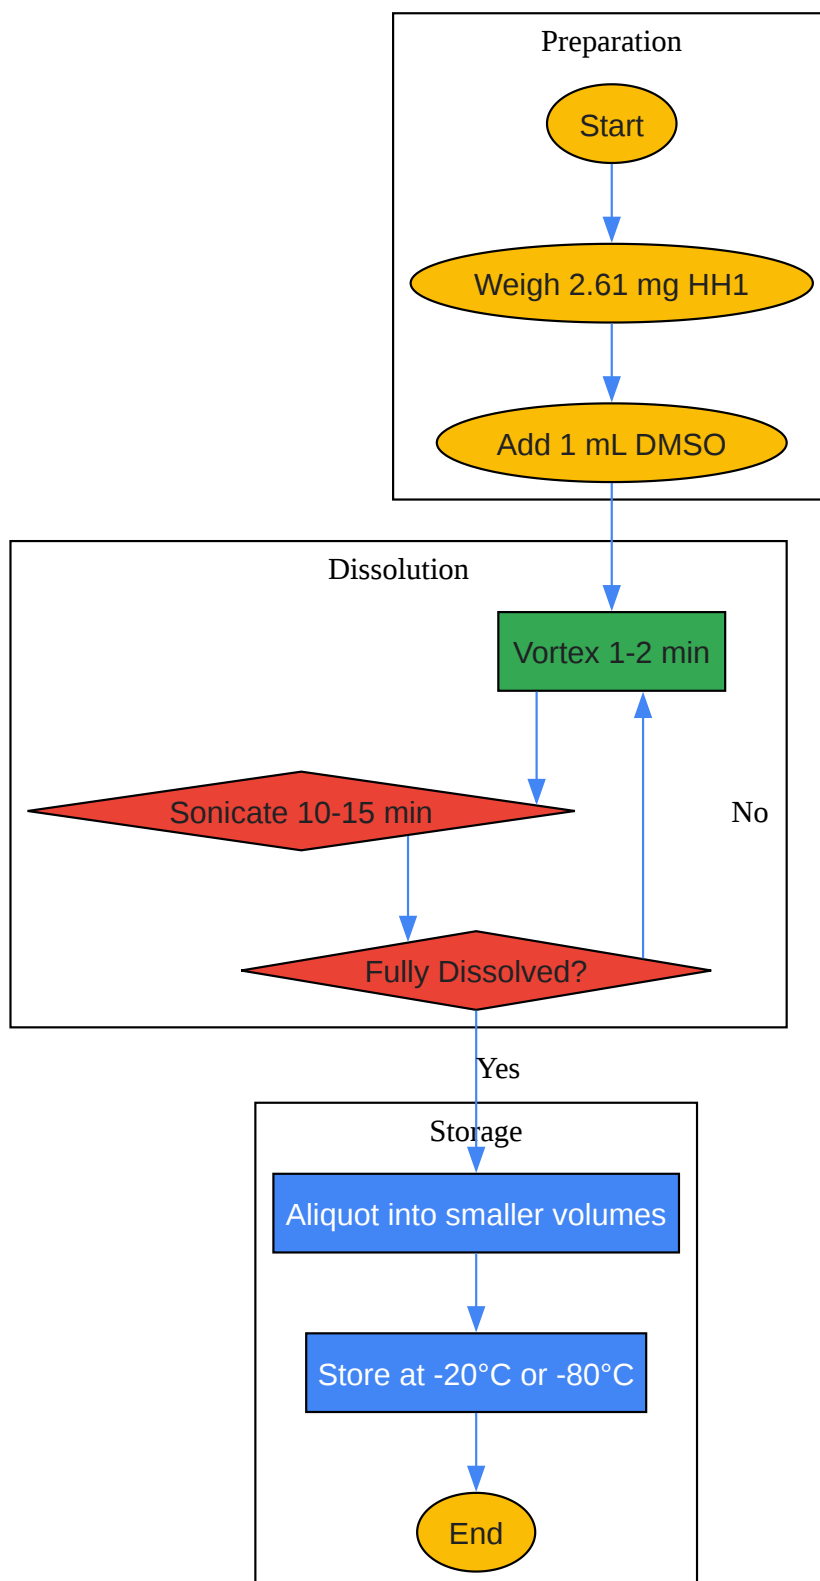 Preparation
Start
Weigh 2.61 mg HH1
Add 1 mL DMSO
Dissolution
Vortex 1-2 min
Sonicate 10-15 min
No
Fully Dissolved?
Yes
Storage
Aliquot into smaller volumes
Store at -20°C or -80°C
End